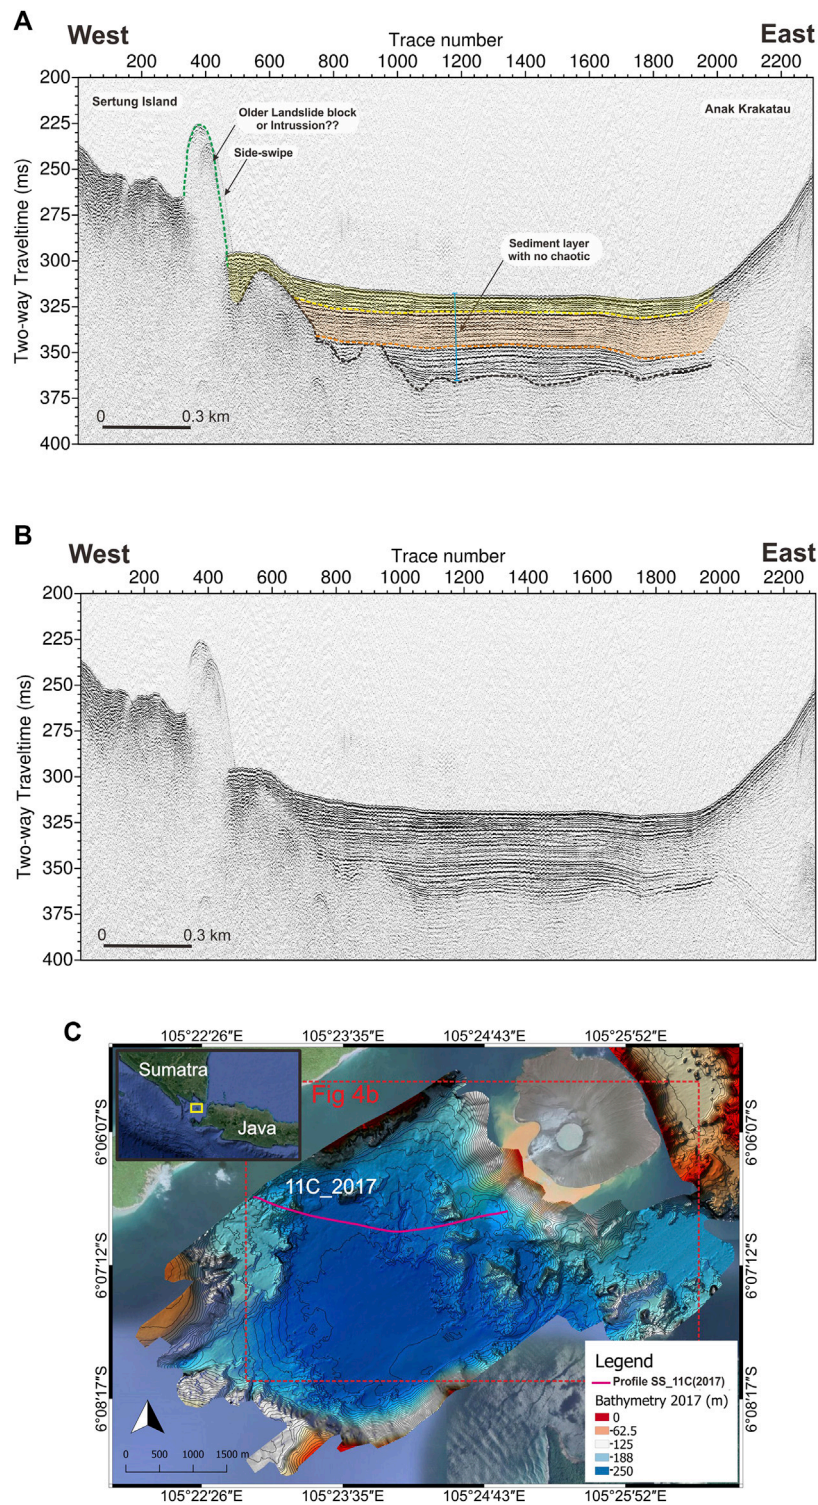 A
West
Trace number
East
200 400 600 800 1000 1200 1400 1600 1800 2000 2200
Two-way Traveltime (ms)
200
225
250
275
300
325
350
375
400
Sertung Island
Older Landslide block
or Intrussion??
Side-swipe
Anak Krakatau
Sediment layer
with no chaotic
0 0.3 km
B
West
Trace number
East
200 400 600 800 1000 1200 1400 1600 1800 2000 2200
Two-way Traveltime (ms)
200
225
250
275
300
325
350
375
400
0 0.3 km
C
105°22′26″E 105°23′35″E 105°24′43″E 105°25′52″E
Sumatra
Java
Fig 4b
11C_2017
6°06′07″S
6°07′12″S
6°08′17″S
6°06′07″S
6°07′12″S
6°08′17″S
Legend
Profile SS_11C(2017)
Bathymetry 2017 (m)
0
-62.5
-125
-188
-250
0 500 1000 1500 m
105°22′26″E 105°23′35″E 105°24′43″E 105°25′52″E